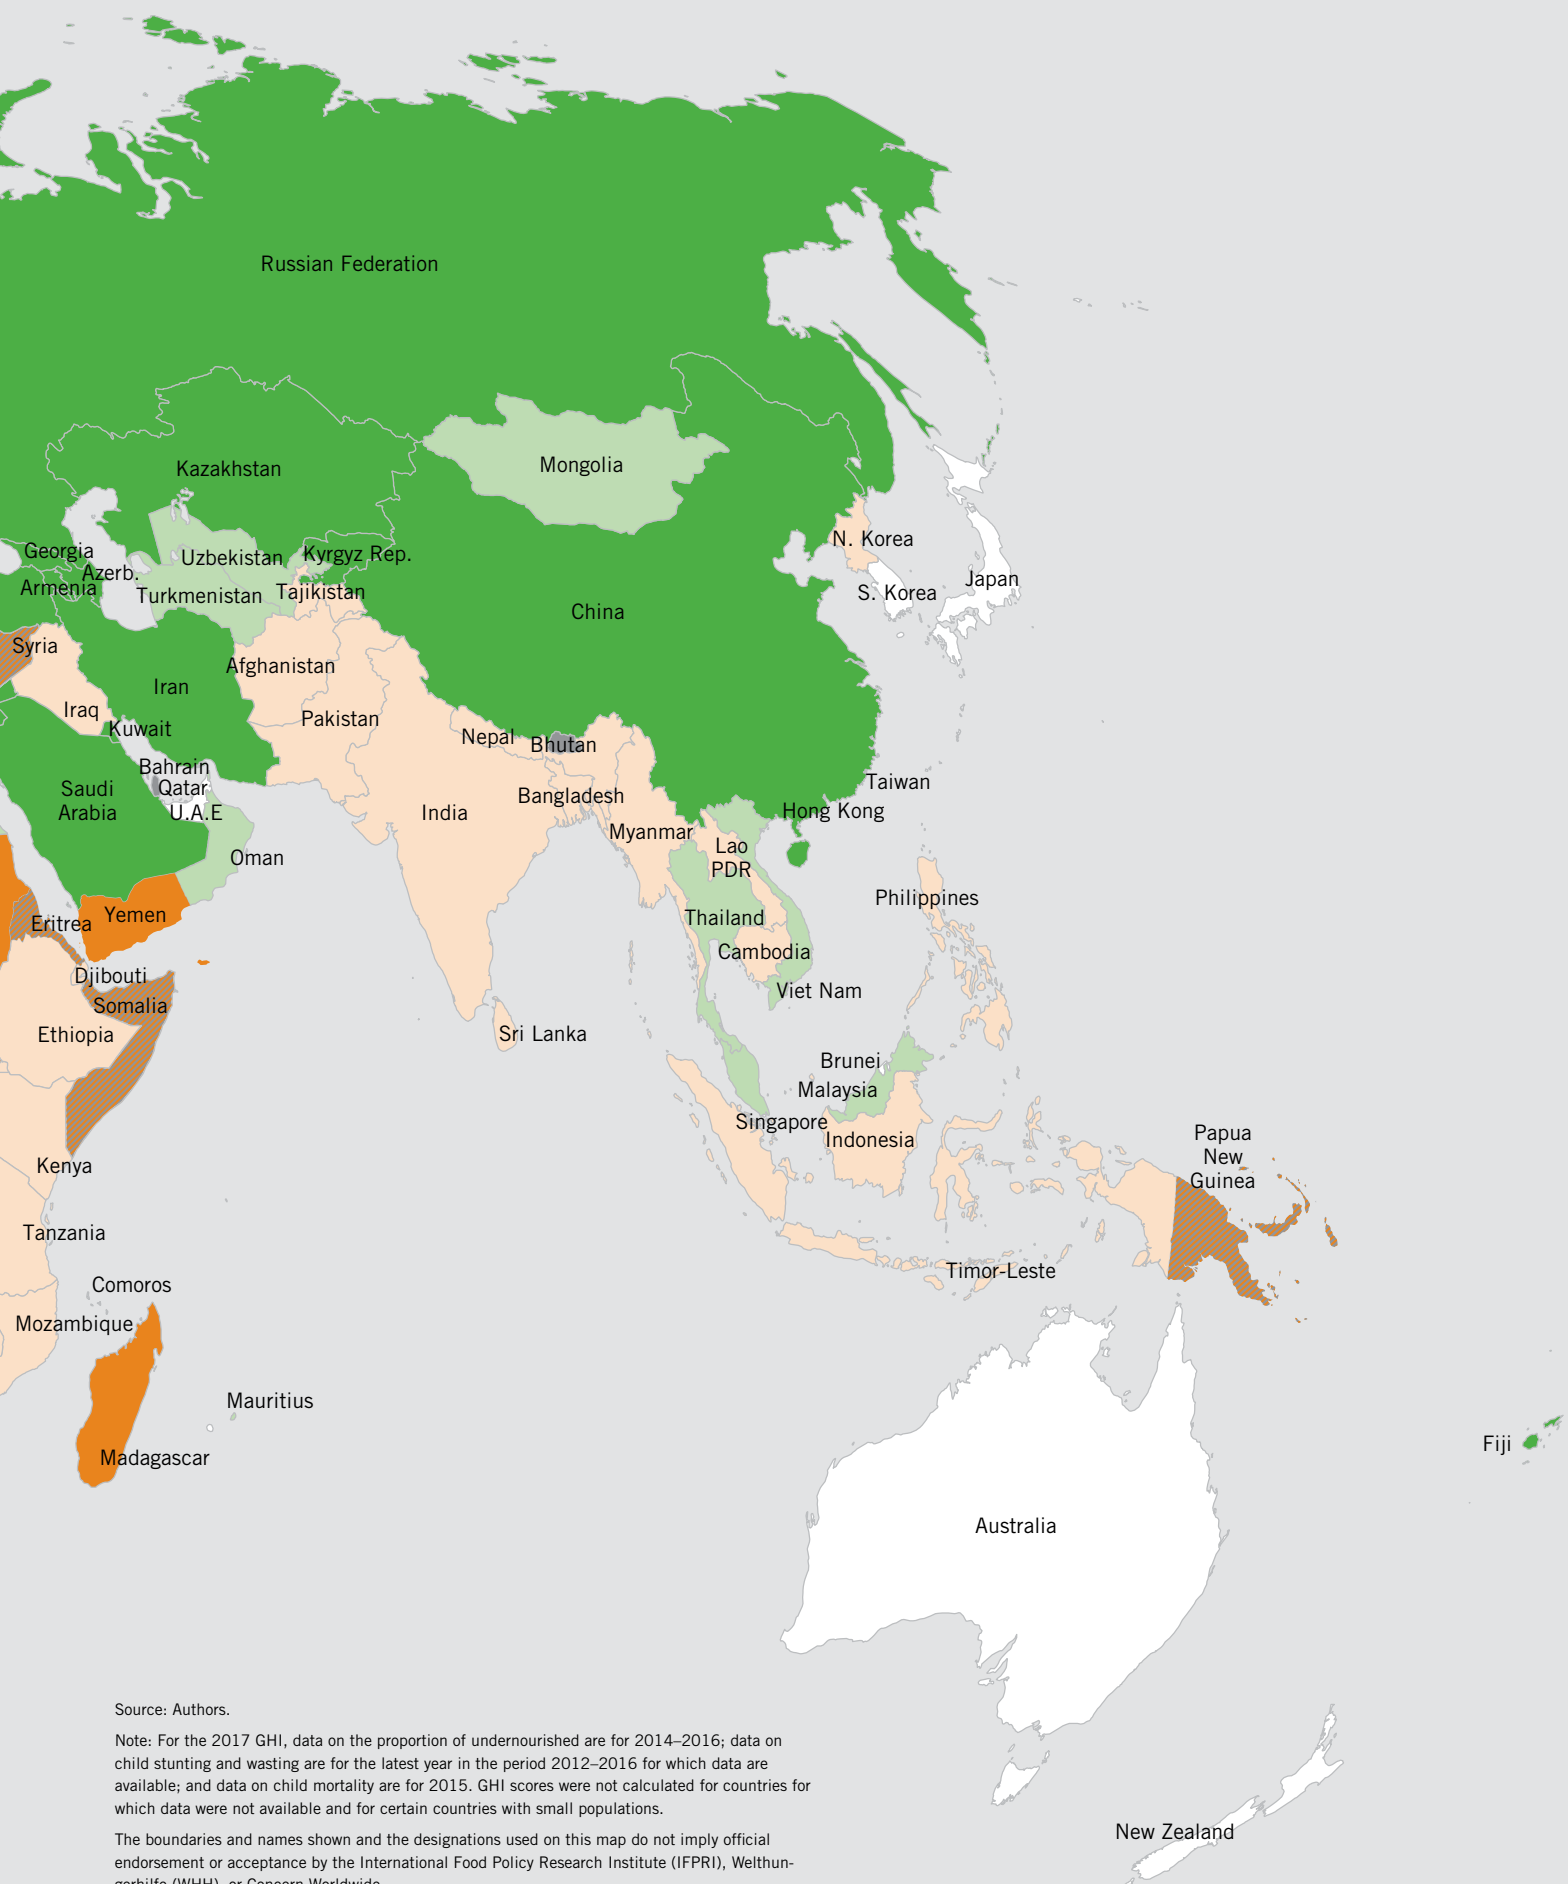 Russian Federation
Mongolia
Kazakhstan
N. Korea
Georgia
Uzbekistan
Kyrgyz Rep.
Azerb.
Japan
Armenia
Turkmenistan
Tajikistan
S. Korea
China
Syria
Afghanistan
Iran
Iraq
Pakistan
Kuwait
Nepal
Bhutan
Bahrain
Taiwan
Saudi
Arabia
Qatar
Bangladesh
Hong Kong
U.A.E
India
Myanmar
Lao
PDR
Oman
Philippines
Yemen
Thailand
Eritrea
Cambodia
Djibouti
Viet Nam
Somalia
Ethiopia
Sri Lanka
Brunei
Malaysia
Singapore
Indonesia
Papua
New
Guinea
Kenya
Tanzania
Timor-Leste
Comoros
Mozambique
Mauritius
Fiji
Madagascar
Australia
New Zealand
Source: Authors.
Note: For the 2017 GHI, data on the proportion of undernourished are for 2014–2016; data on
child stunting and wasting are for the latest year in the period 2012–2016 for which data are
available; and data on child mortality are for 2015. GHI scores were not calculated for countries for
which data were not available and for certain countries with small populations.
The boundaries and names shown and the designations used on this map do not imply official
endorsement or acceptance by the International Food Policy Research Institute (IFPRI), Welthun-
gerhilfe (WHH), or Concern Worldwide.